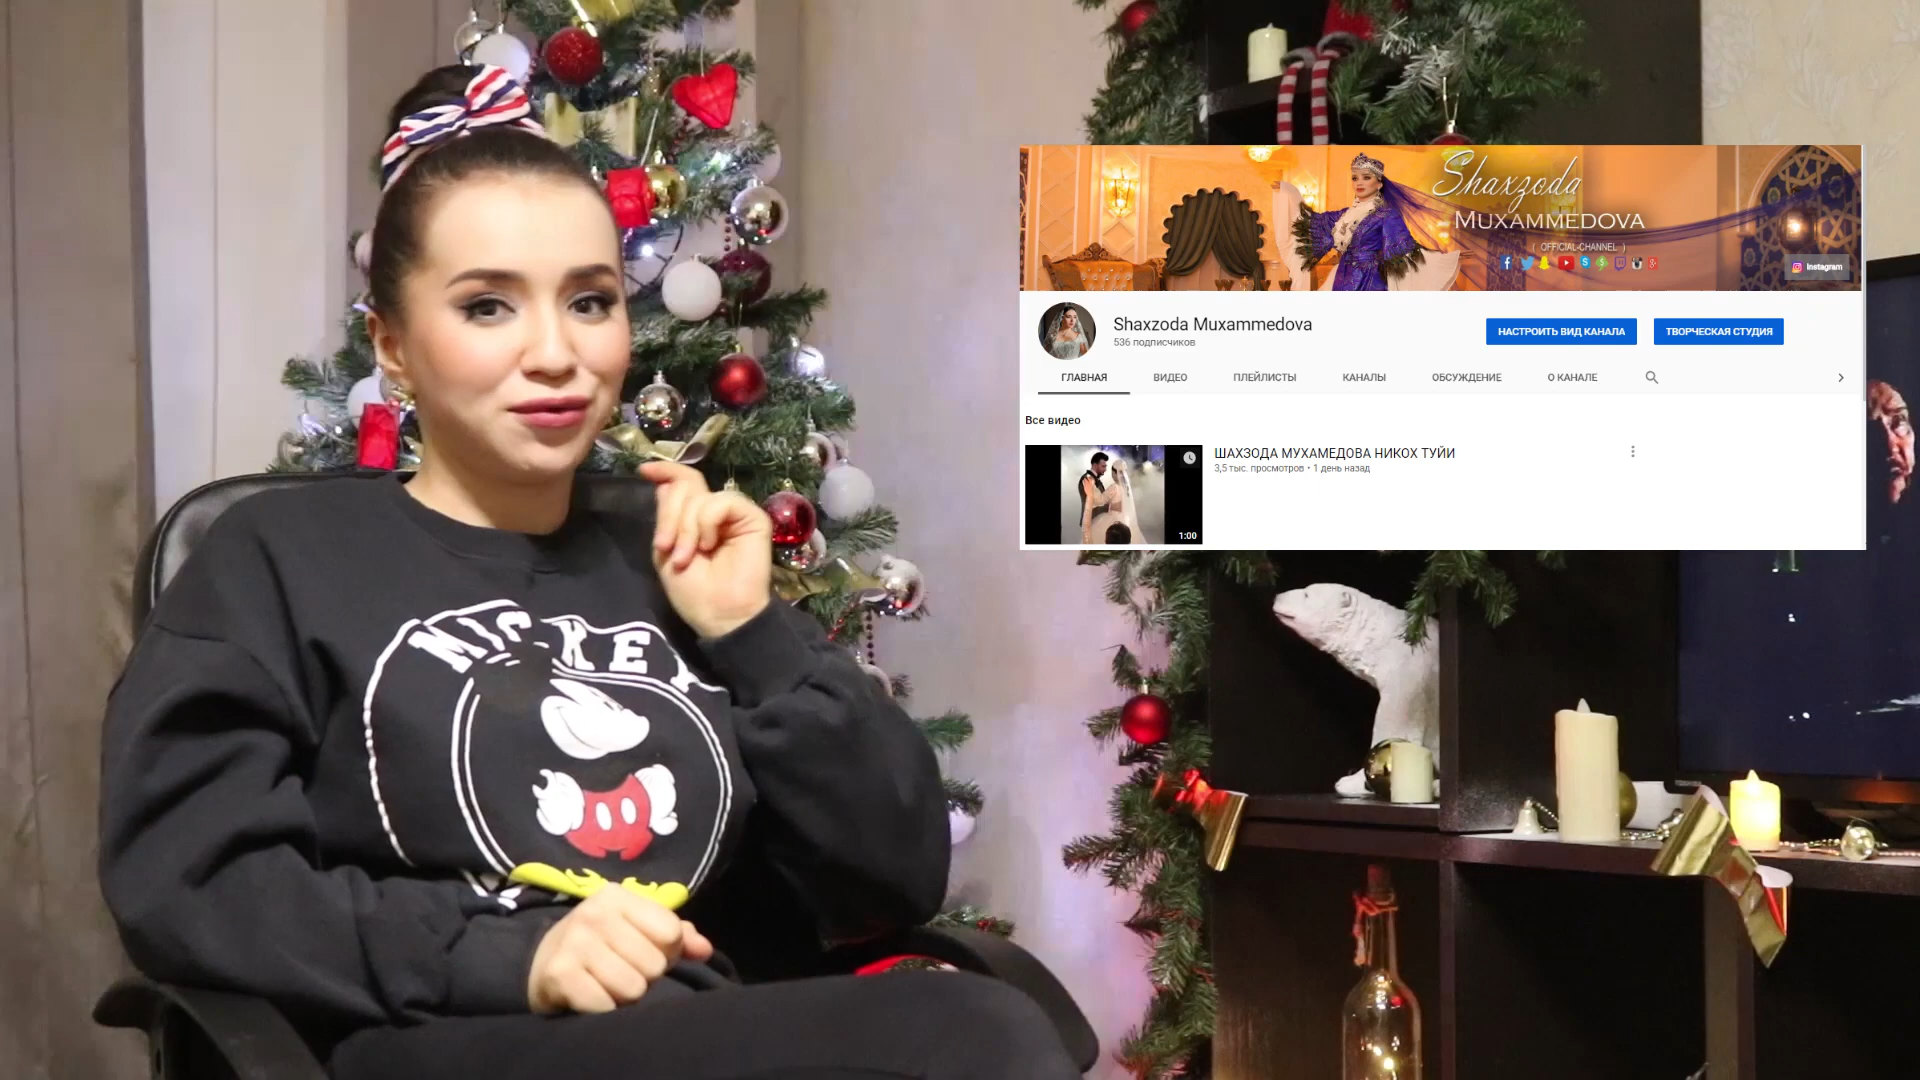 MICKEY
Shaxzoda
MUXAMMEDOVA
( OFFICIAL-CHANNEL )
Instagram
Shaxzoda Muxammedova
536 подписчиков
НАСТРОИТЬ ВИД КАНАЛА
ТВОРЧЕСКАЯ СТУДИЯ
ГЛАВНАЯ ВИДЕО ПЛЕЙЛИСТЫ КАНАЛЫ ОБСУЖДЕНИЕ О КАНАЛЕ
Все видео
ШАХЗОДА МУХАМЕДОВА НИКОХ ТУЙИ
3,5 тыс. просмотров • 1 день назад
1:00